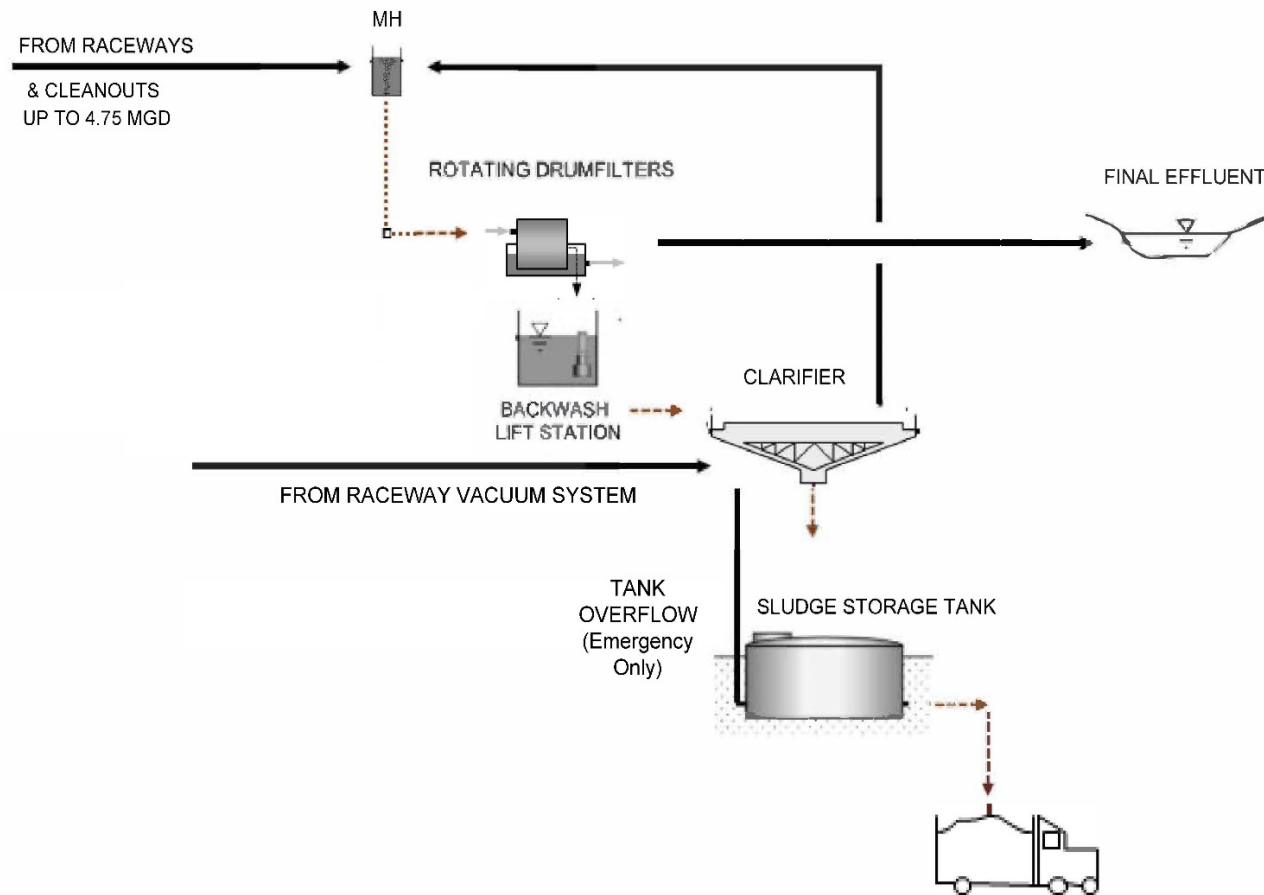 MH
FROM RACEWAYS
& CLEANOUTS
UP TO 4.75 MGD
ROTATING DRUMFILTERS
FINAL EFFLUENT
CLARIFIER
BACKWASH
LIFT STATION
FROM RACEWAY VACUUM SYSTEM
TANK
OVERFLOW
(Emergency
Only)
SLUDGE STORAGE TANK